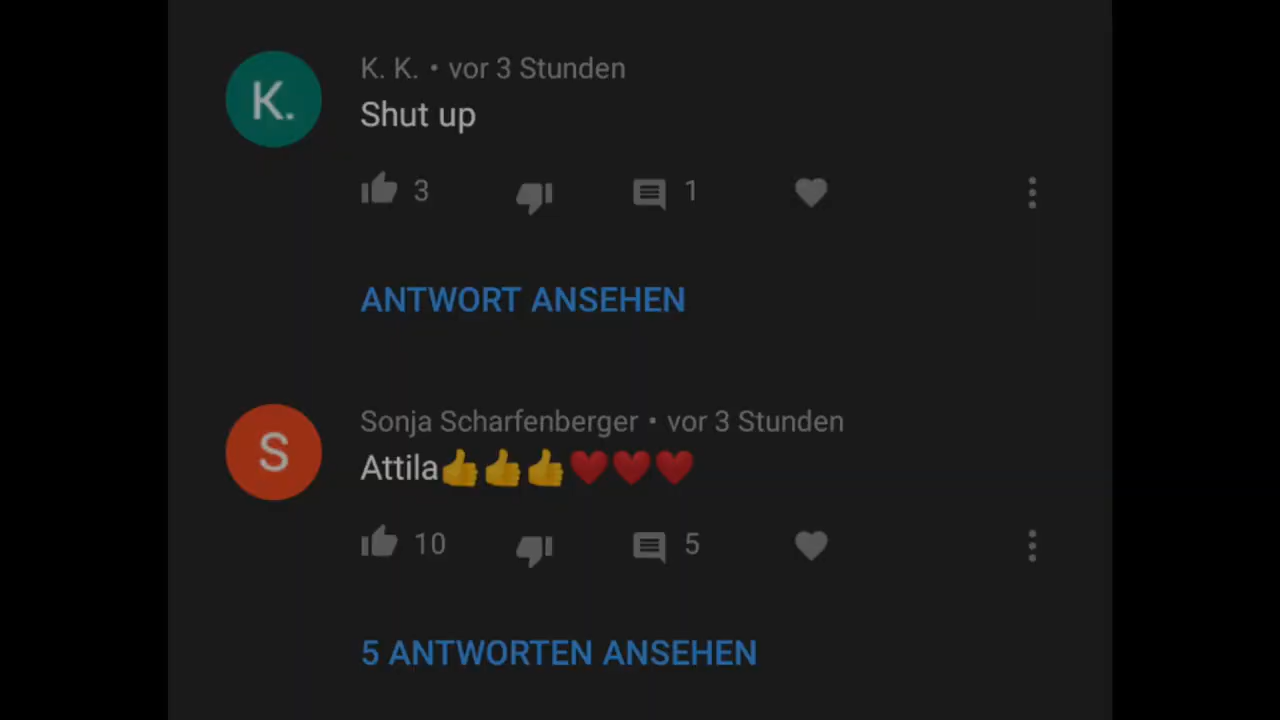 K.
K. K. • vor 3 Stunden
Shut up
3 1
ANTWORT ANSEHEN
S
Sonja Scharfenberger • vor 3 Stunden
Attila👍👍👍❤️❤️❤️
10 5
5 ANTWORTEN ANSEHEN